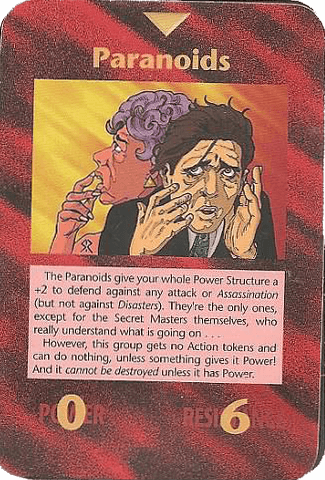 Paranoids
The Paranoids give your whole Power Structure a
+2 to defend against any attack or Assassination
(but not against Disasters). They're the only ones,
except for the Secret Masters themselves, who
really understand what is going on . . .
However, this group gets no Action tokens and
can do nothing, unless something gives it Power!
And it cannot be destroyed unless it has Power.
POWER 0 RESISTANCE 6